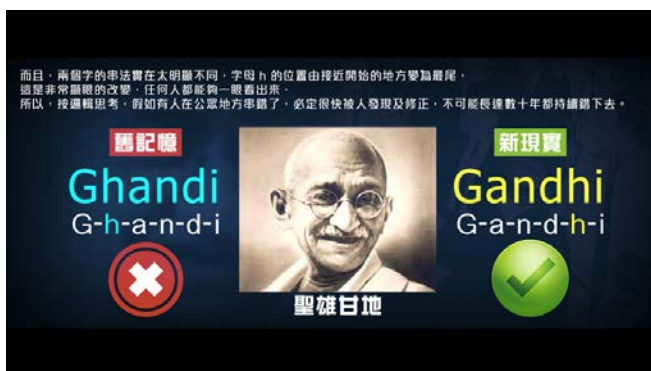 而且，兩個字的串法實在太明顯不同，字母 h 的位置由接近開始的地方變為最尾，
這是非常顯眼的改變，任何人都能夠一眼看出來，
所以，按邏輯思考，假如有人在公眾地方串錯了，必定很快被人發現及修正，不可能長達數十年都持續錯下去。
舊記憶
Ghandi
G-h-a-n-d-i
新現實
Gandhi
G-a-n-d-h-i
聖雄甘地